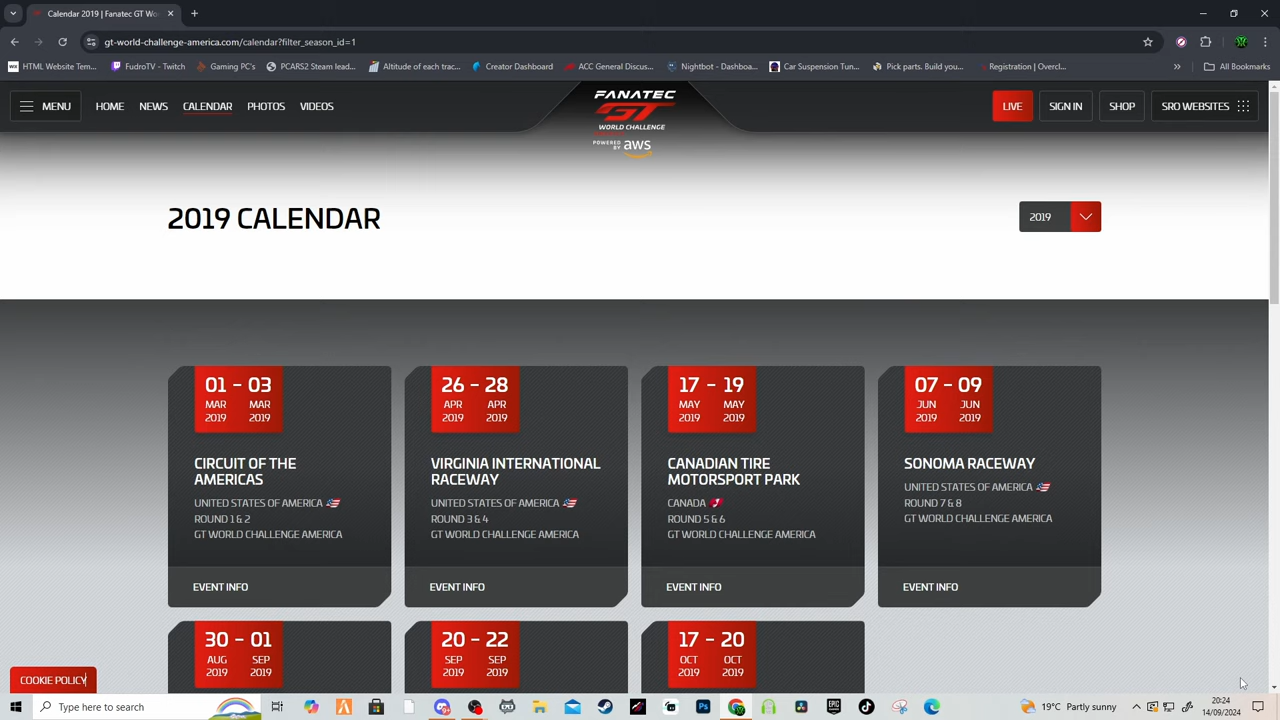 Calendar 2019 | Fanatec GT Wo
gt-world-challenge-america.com/calendar?filter_season_id=1
HTML Website Tem...
FudroTV - Twitch
Gaming PC's
PCARS2 Steam lead...
Altitude of each trac...
Creator Dashboard
ACC General Discus...
Nightbot - Dashboa...
Car Suspension Tun...
Pick parts. Build you...
Registration | Overcl...
»
All Bookmarks
MENU
HOME
NEWS
CALENDAR
PHOTOS
VIDEOS
FANATEC
GT
WORLD CHALLENGE
POWERED BY aws
LIVE
SIGN IN
SHOP
SRO WEBSITES
2019 CALENDAR
2019
01 - 03
MAR MAR
2019 2019
CIRCUIT OF THE
AMERICAS
UNITED STATES OF AMERICA
ROUND 1 & 2
GT WORLD CHALLENGE AMERICA
EVENT INFO
26 - 28
APR APR
2019 2019
VIRGINIA INTERNATIONAL
RACEWAY
UNITED STATES OF AMERICA
ROUND 3 & 4
GT WORLD CHALLENGE AMERICA
EVENT INFO
17 - 19
MAY MAY
2019 2019
CANADIAN TIRE
MOTORSPORT PARK
CANADA
ROUND 5 & 6
GT WORLD CHALLENGE AMERICA
EVENT INFO
07 - 09
JUN JUN
2019 2019
SONOMA RACEWAY
UNITED STATES OF AMERICA
ROUND 7 & 8
GT WORLD CHALLENGE AMERICA
EVENT INFO
30 - 01
AUG SEP
2019 2019
20 - 22
SEP SEP
2019 2019
17 - 20
OCT OCT
2019 2019
COOKIE POLICY
Type here to search
19°C Partly sunny
20:24
14/09/2024